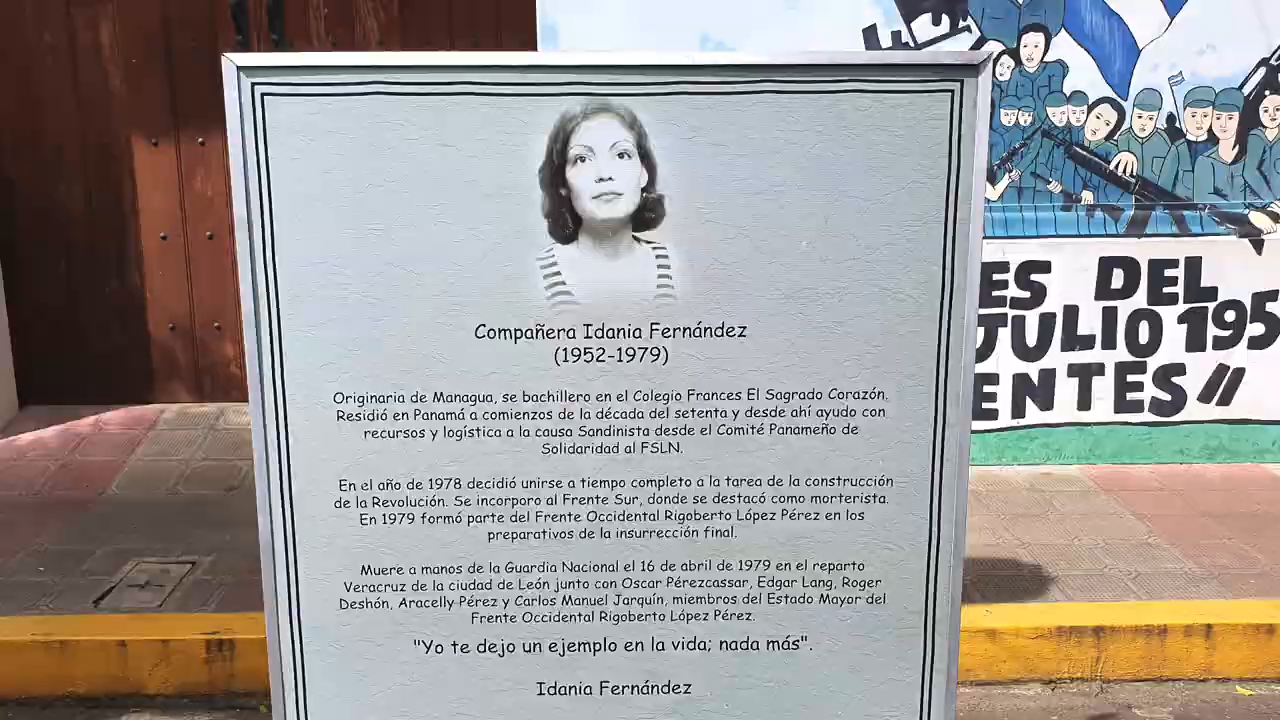 Compañera Idania Fernández
(1952-1979)
Originaria de Managua, se bachillero en el Colegio Frances El Sagrado Corazón.
Residió en Panamá a comienzos de la década del setenta y desde ahí ayudo con
recursos y logística a la causa Sandinista desde el Comité Panameño de
Solidaridad al FSLN.
En el año de 1978 decidió unirse a tiempo completo a la tarea de la construcción
de la Revolución. Se incorporo al Frente Sur, donde se destacó como morterista.
En 1979 formó parte del Frente Occidental Rigoberto López Pérez en los
preparativos de la insurrección final.
Muere a manos de la Guardia Nacional el 16 de abril de 1979 en el reparto
Veracruz de la ciudad de León junto con Oscar Pérezcassar, Edgar Lang, Roger
Deshón, Aracelly Pérez y Carlos Manuel Jarquín, miembros del Estado Mayor del
Frente Occidental Rigoberto López Pérez.
"Yo te dejo un ejemplo en la vida; nada más".
Idania Fernández
ES DEL
JULIO 195
ENTES //